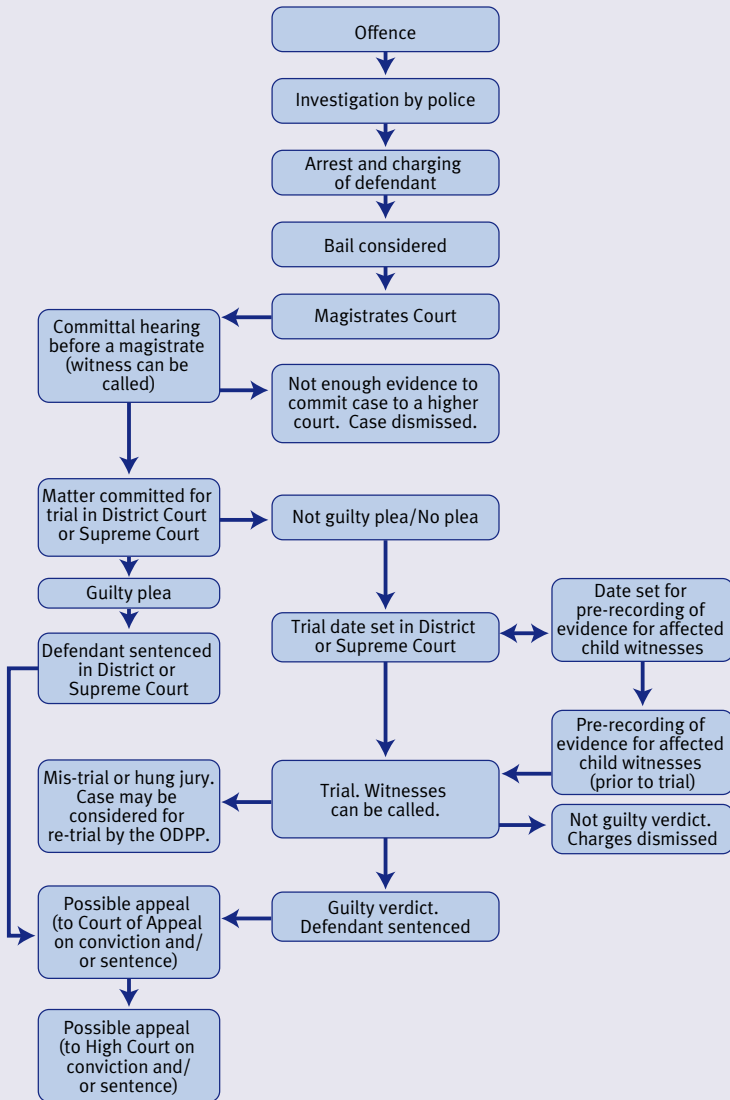 Offence
Investigation by police
Arrest and charging
of defendant
Bail considered
Magistrates Court
Committal hearing
before a magistrate
(witness can be
called)
Not enough evidence to
commit case to a higher
court. Case dismissed.
Matter committed for
trial in District Court
or Supreme Court
Not guilty plea/No plea
Guilty plea
Defendant sentenced
in District or
Supreme Court
Trial date set in District
or Supreme Court
Date set for
pre-recording of
evidence for affected
child witnesses
Pre-recording of
evidence for affected
child witnesses
(prior to trial)
Mis-trial or hung jury.
Case may be
considered for
re-trial by the ODPP.
Trial. Witnesses
can be called.
Not guilty verdict.
Charges dismissed
Guilty verdict.
Defendant sentenced
Possible appeal
(to Court of Appeal
on conviction and/
or sentence)
Possible appeal
(to High Court on
conviction and/
or sentence)